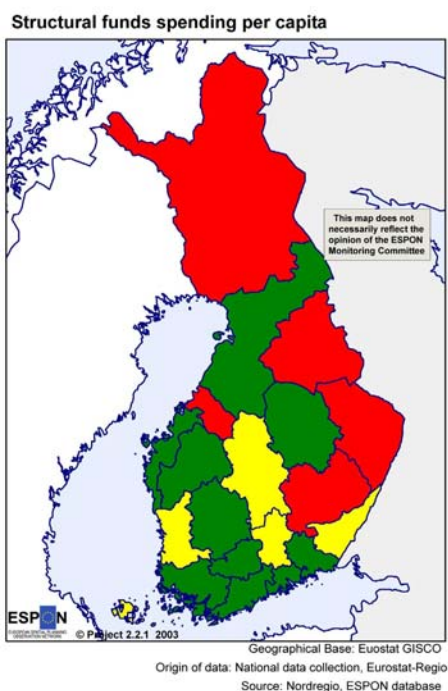 Structural funds spending per capita
This map does not
necessarily reflect the
opinion of the ESPON
Monitoring Committee
ESPON
© Project 2.2.1 2003
Geographical Base: Euostat GISCO
Origin of data: National data collection, Eurostat-Regio
Source: Nordregio, ESPON database